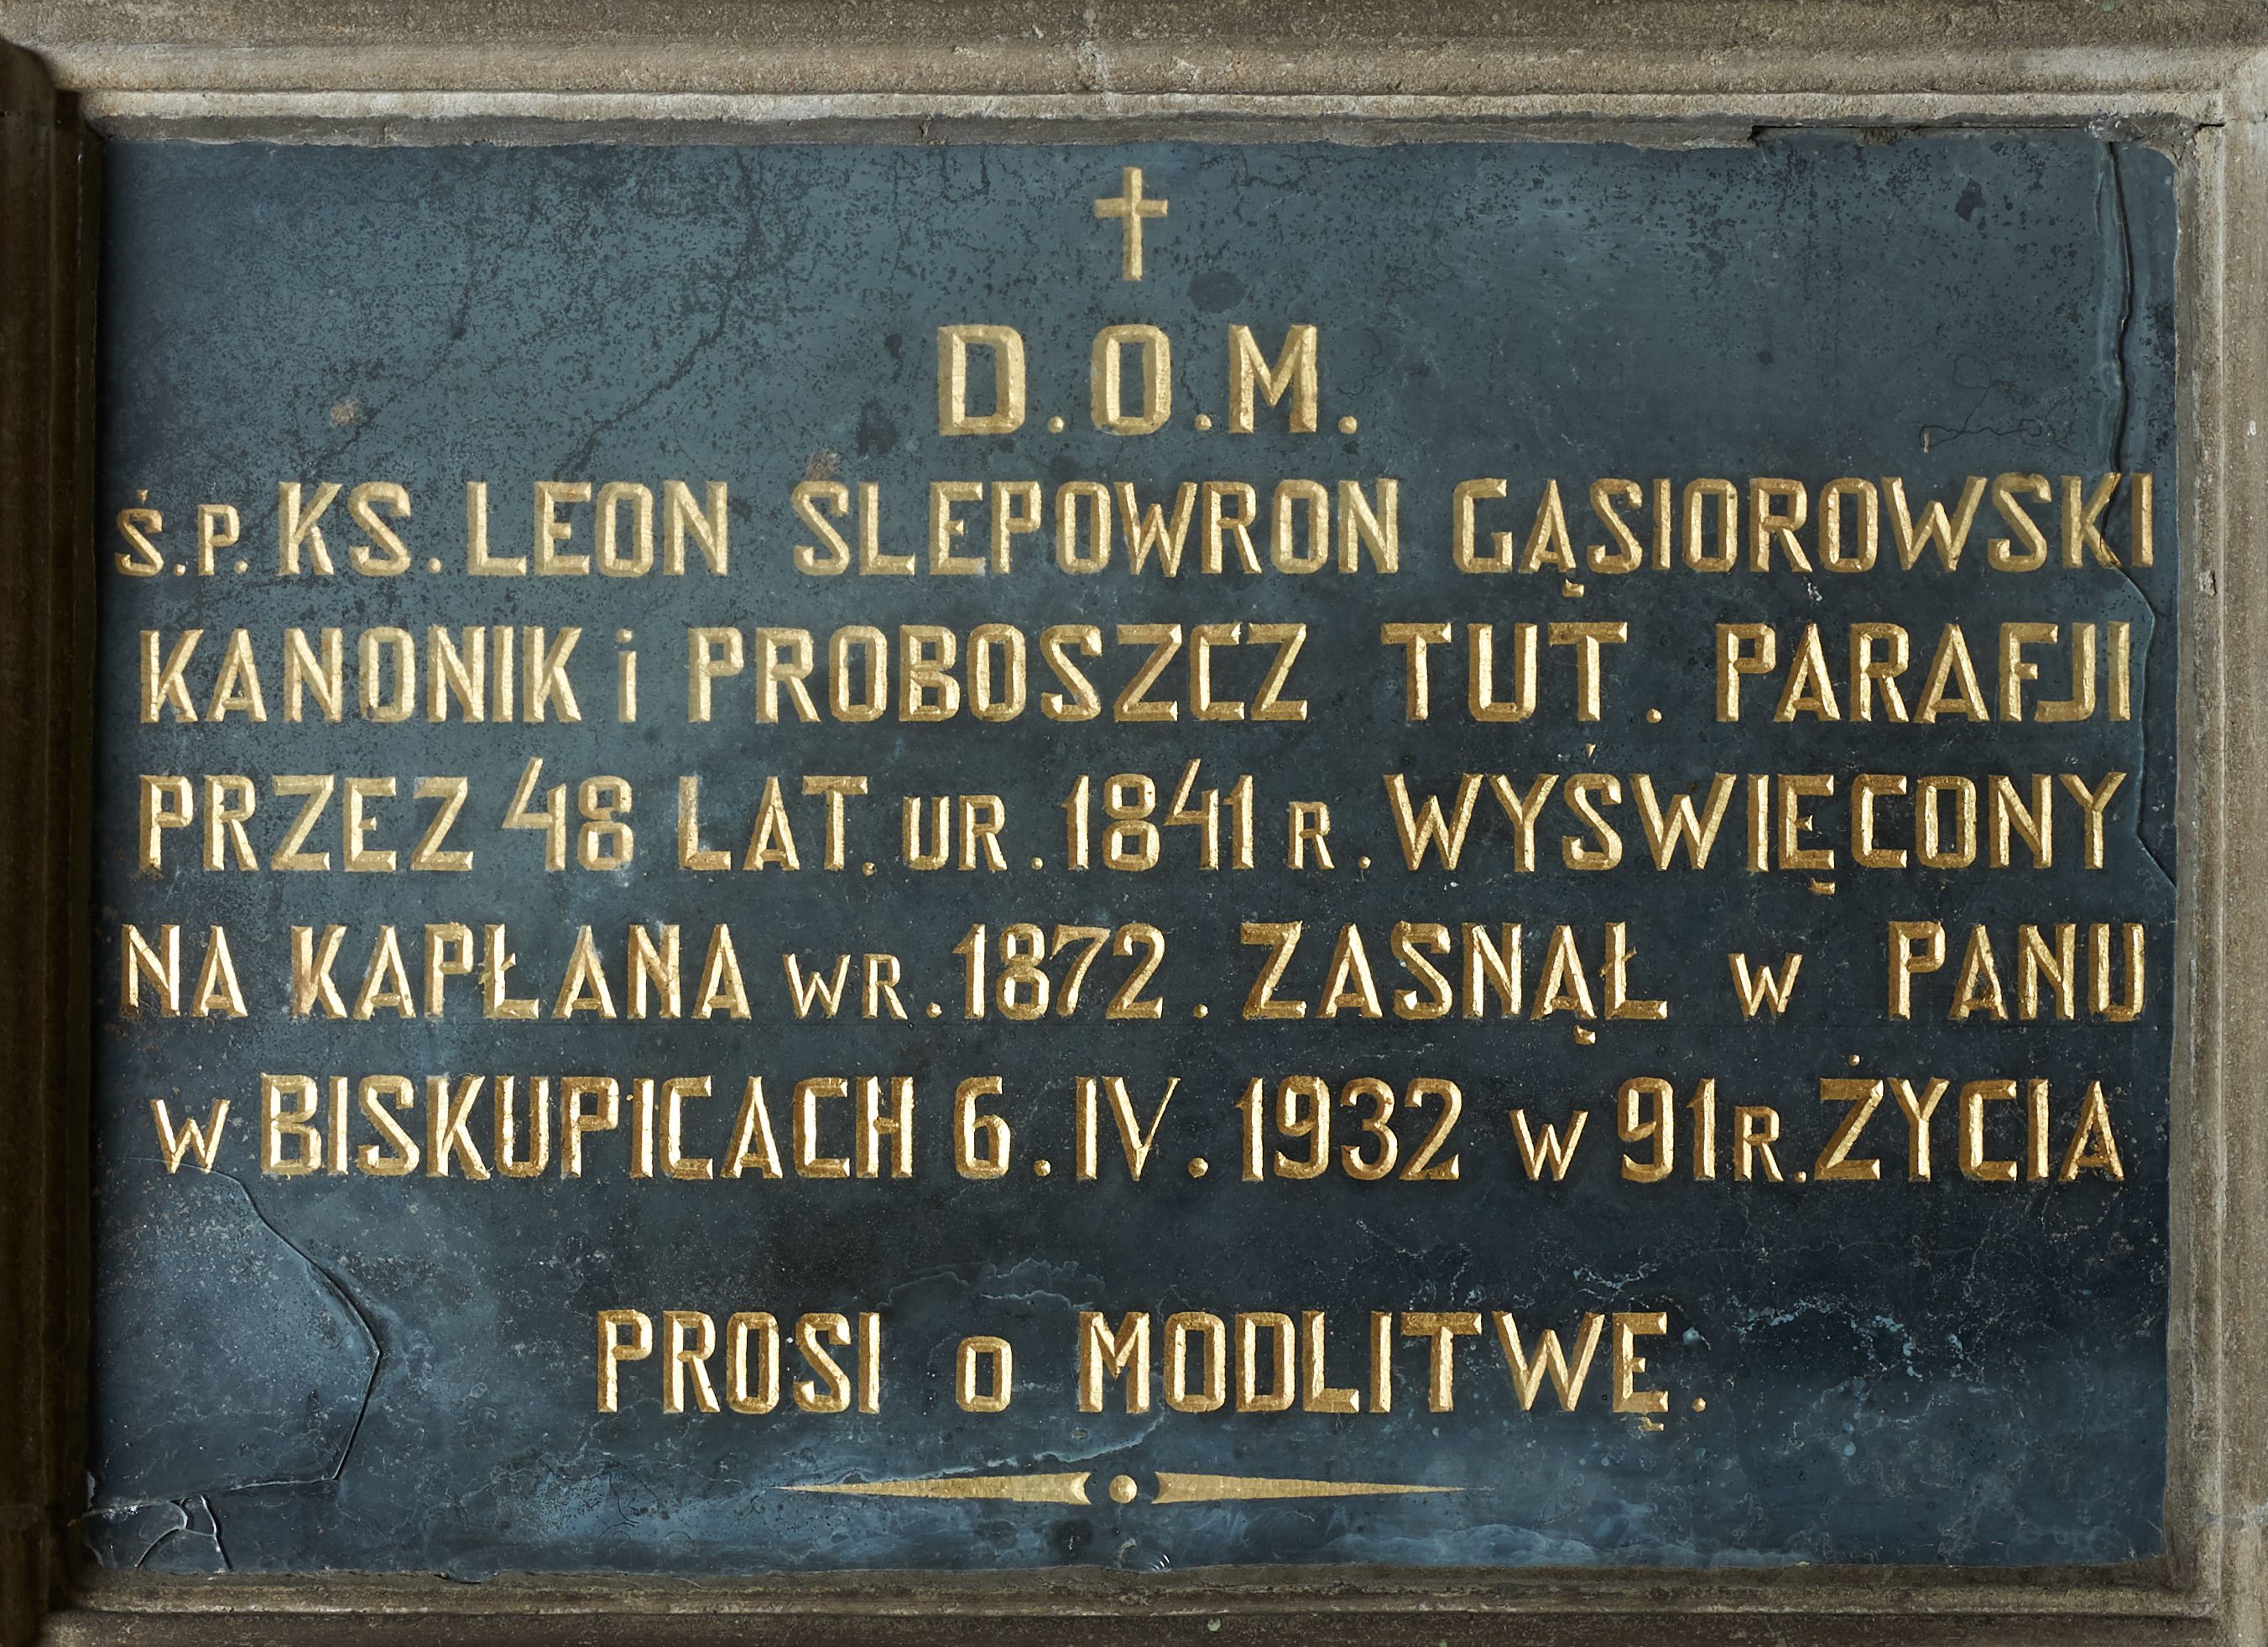 D.O.M.
Ś.P. KS. LEON ŚLEPOWRON GĄSIOROWSKI
KANONIK i PROBOSZCZ TUT. PARAFJI
PRZEZ 48 LAT. UR. 1841 R. WYŚWIĘCONY
NA KAPŁANA W R. 1872. ZASNĄŁ W PANU
W BISKUPICACH 6. IV. 1932 W 91 R. ŻYCIA
PROSI O MODLITWĘ.